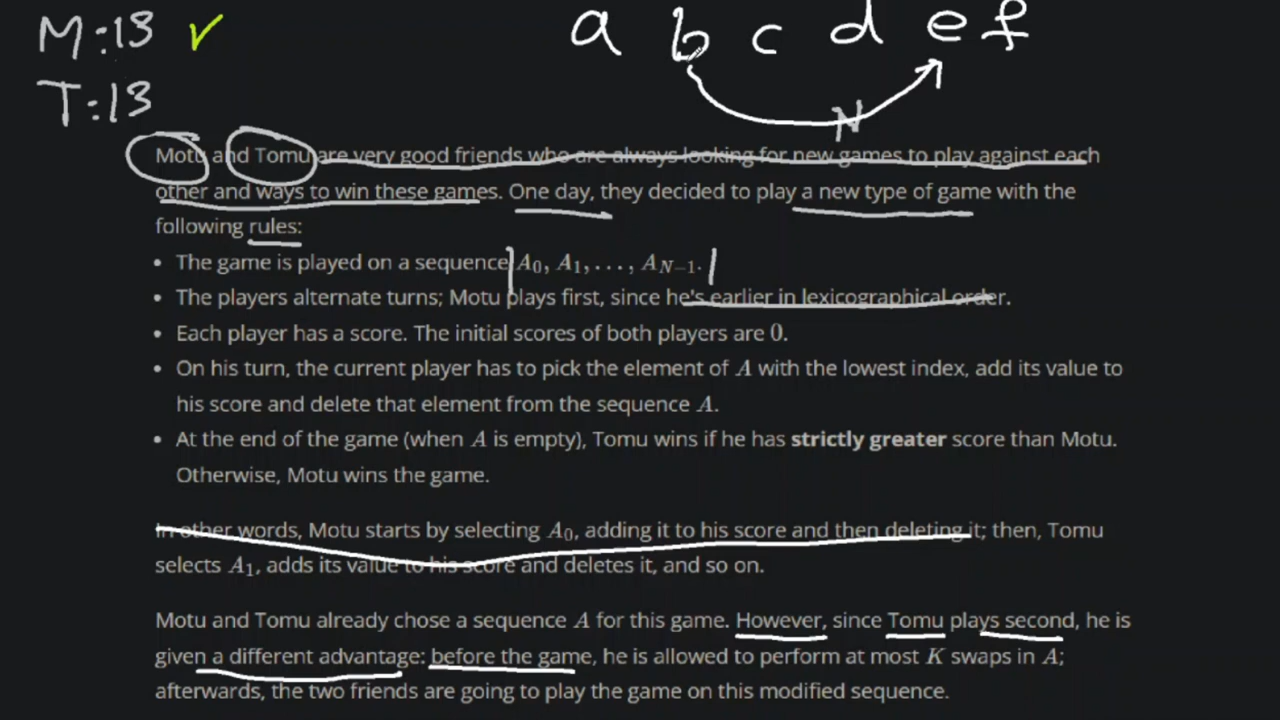 M:13 ✓
a b c d e f
T:13
N
Motu and Tomu are very good friends who are always looking for new games to play against each
other and ways to win these games. One day, they decided to play a new type of game with the
following rules:
• The game is played on a sequence A0, A1, ..., AN−1.
• The players alternate turns; Motu plays first, since he's earlier in lexicographical order.
• Each player has a score. The initial scores of both players are 0.
• On his turn, the current player has to pick the element of A with the lowest index, add its value to
his score and delete that element from the sequence A.
• At the end of the game (when A is empty), Tomu wins if he has strictly greater score than Motu.
Otherwise, Motu wins the game.
In other words, Motu starts by selecting A0, adding it to his score and then deleting it; then, Tomu
selects A1, adds its value to his score and deletes it, and so on.
Motu and Tomu already chose a sequence A for this game. However, since Tomu plays second, he is
given a different advantage: before the game, he is allowed to perform at most K swaps in A;
afterwards, the two friends are going to play the game on this modified sequence.